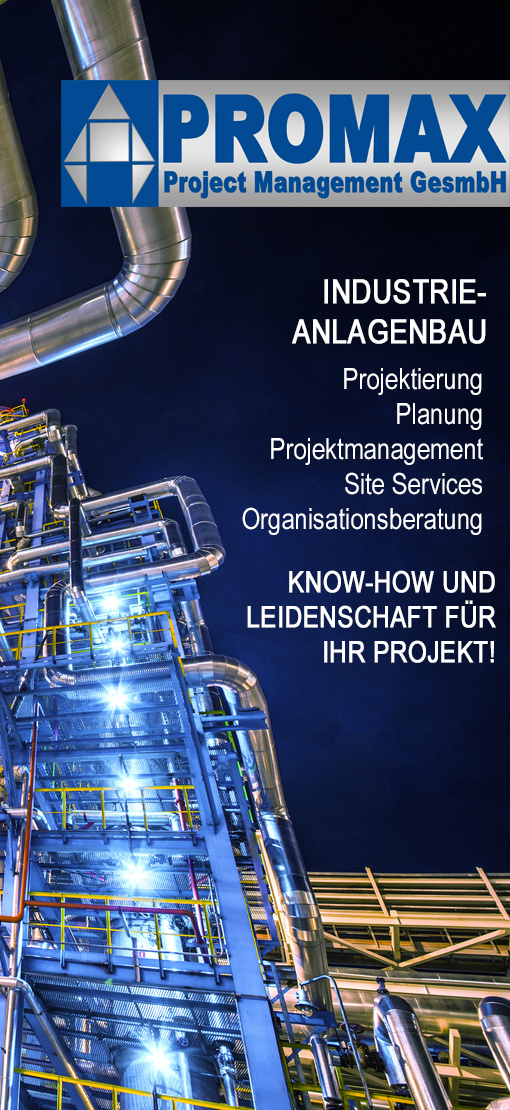 PROMAX
Project Management GesmbH
INDUSTRIE-
ANLAGENBAU
Projektierung
Planung
Projektmanagement
Site Services
Organisationsberatung
KNOW-HOW UND
LEIDENSCHAFT FÜR
IHR PROJEKT!